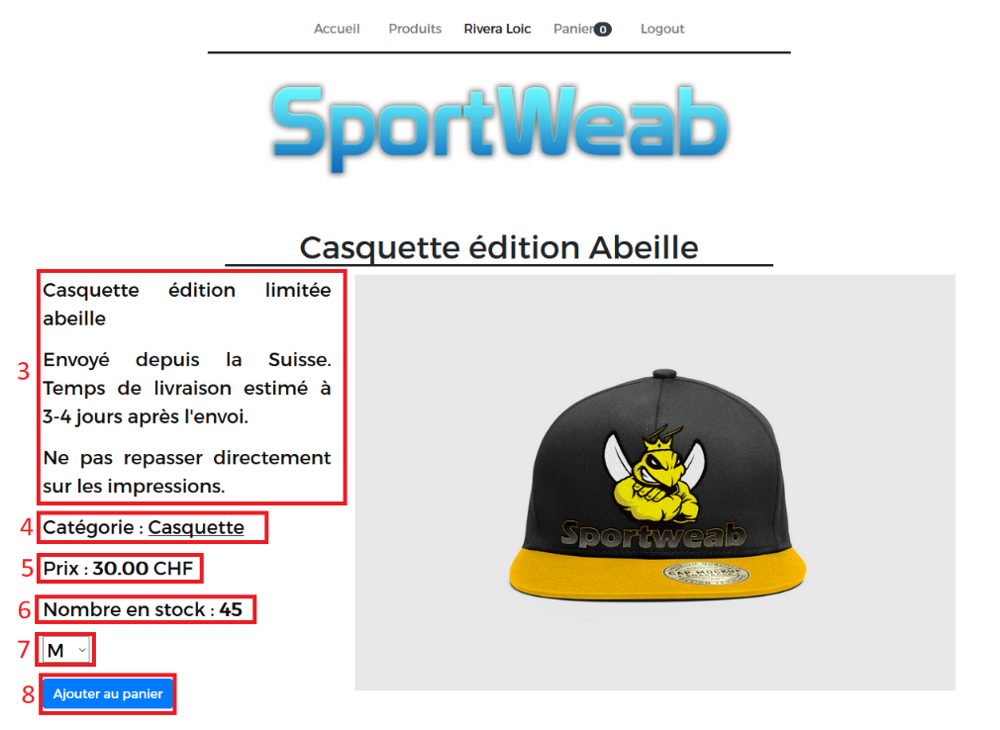 Accueil Produits Rivera Loic Panier 0 Logout
SportWeab
Casquette édition Abeille
3
Casquette édition limitée
abeille
Envoyé depuis la Suisse.
Temps de livraison estimé à
3-4 jours après l'envoi.
Ne pas repasser directement
sur les impressions.
4 Catégorie : Casquette
5 Prix : 30.00 CHF
6 Nombre en stock : 45
7 M
8 Ajouter au panier
Sportweab
CAP MOCKUP